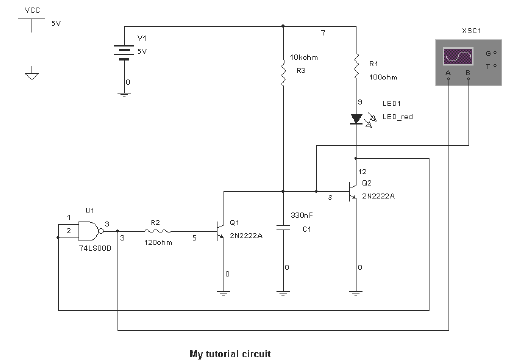 VCC
5V
V1
5V
0
7
10kohm
R3
R1
100ohm
9
LED1
LED_red
XSC1
G
T
A
B
12
Q2
2N2222A
8
330nF
C1
0
0
U1
1
2
3
74LS00D
3
R2
120ohm
5
Q1
2N2222A
0
My tutorial circuit